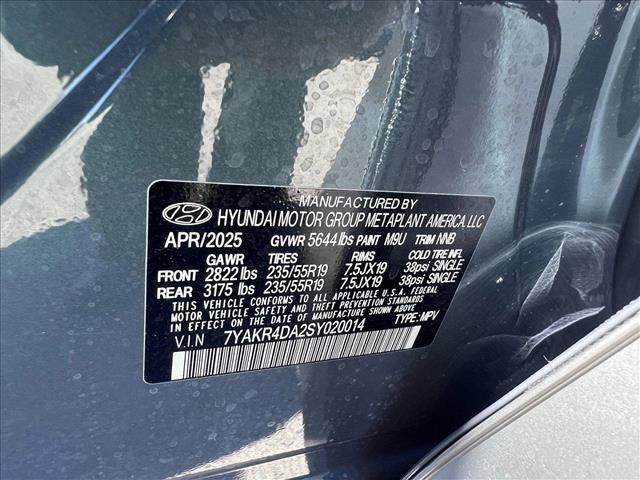 MANUFACTURED BY
HYUNDAI MOTOR GROUP METAPLANT AMERICA, LLC
APR/2025 GVWR 5644 lbs PAINT M9U TRIM NNB
GAWR TIRES RIMS COLD TIRE INFL
FRONT 2822 lbs 235/55R19 7.5JX19 38psi SINGLE
REAR 3175 lbs 235/55R19 7.5JX19 38psi SINGLE
THIS VEHICLE CONFORMS TO ALL APPLICABLE U.S.A. FEDERAL
MOTOR VEHICLE SAFETY AND THEFT PREVENTION STANDARDS
IN EFFECT ON THE DATE OF MANUFACTURE SHOWN ABOVE.
V.I.N 7YAKR4DA2SY020014 TYPE: MPV